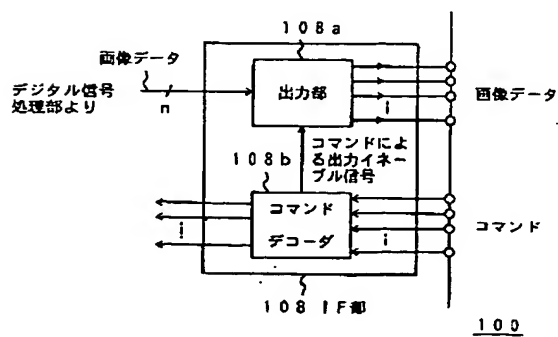 108a
画像データ
デジタル信号
処理部より
n
出力部
i
画像データ
コマンドによ
る出力イネー
ブル信号
108b
コマンド
デコーダ
i
i
コマンド
108 IF部
100